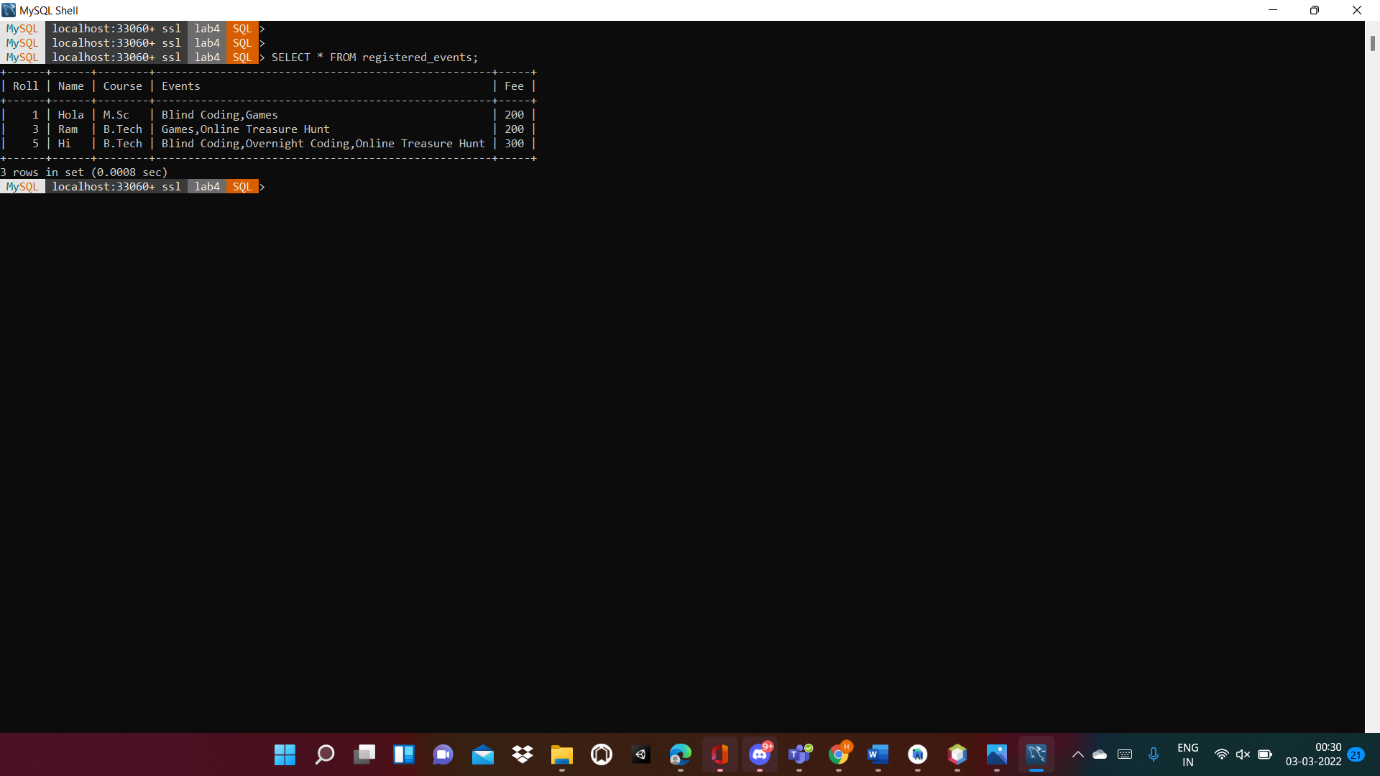 MySQL Shell
MySQL localhost:33060+ ssl lab4 SQL >
MySQL localhost:33060+ ssl lab4 SQL >
MySQL localhost:33060+ ssl lab4 SQL > SELECT * FROM registered_events;
+------+------+--------+----------------------------------------------------+-----+
| Roll | Name | Course | Events                                             | Fee |
+------+------+--------+----------------------------------------------------+-----+
|    1 | Hola | M.Sc   | Blind Coding,Games                                 | 200 |
|    3 | Ram  | B.Tech | Games,Online Treasure Hunt                         | 200 |
|    5 | Hi   | B.Tech | Blind Coding,Overnight Coding,Online Treasure Hunt | 300 |
+------+------+--------+----------------------------------------------------+-----+
3 rows in set (0.0008 sec)
MySQL localhost:33060+ ssl lab4 SQL >
9+
H
ENG
IN
00:30
03-03-2022
21